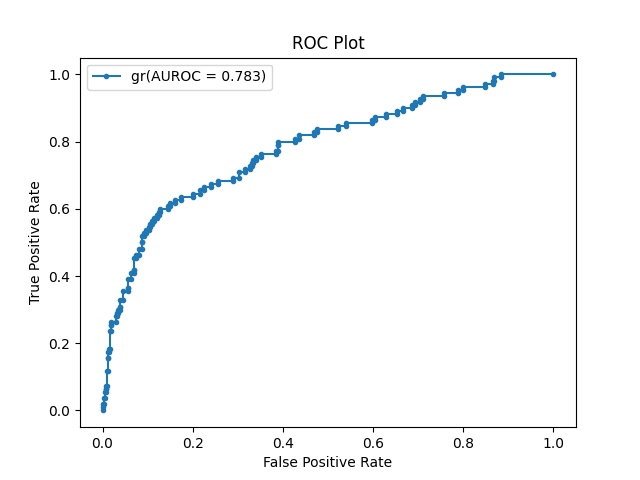 ROC Plot
gr(AUROC = 0.783)
1.0
0.8
0.6
0.4
0.2
0.0
True Positive Rate
0.0 0.2 0.4 0.6 0.8 1.0
False Positive Rate